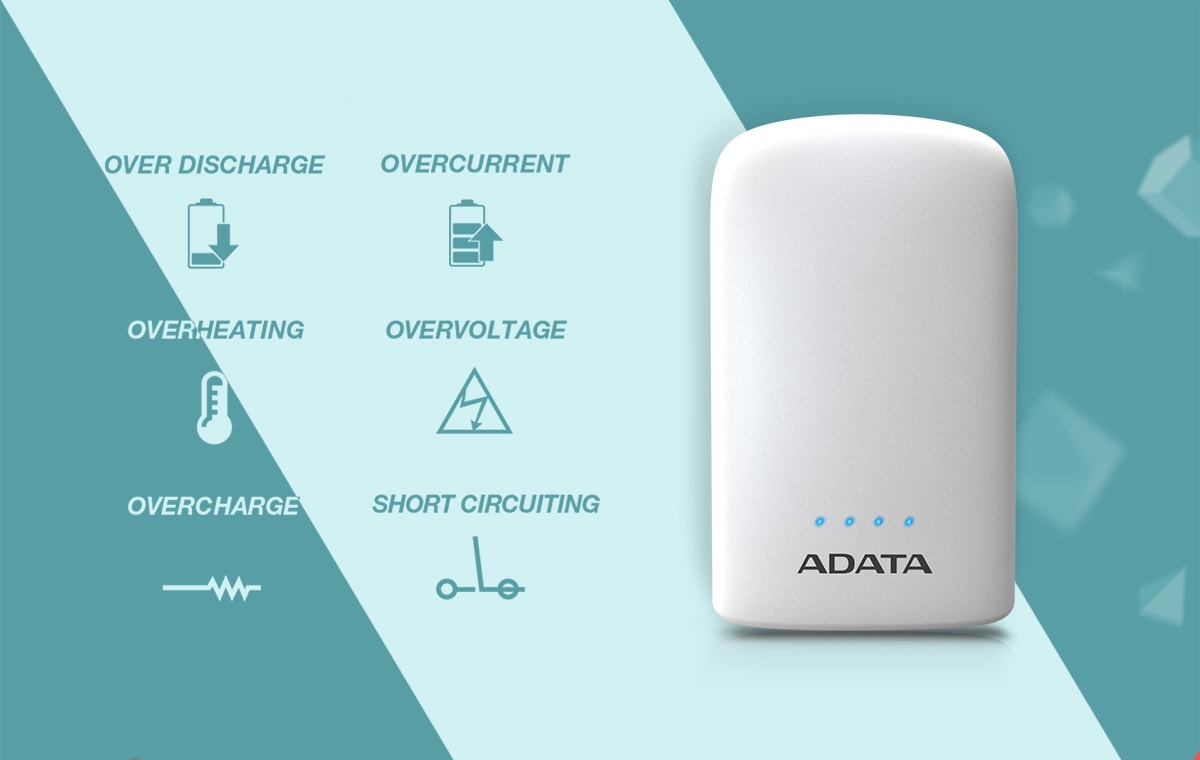 OVER DISCHARGE
OVERCURRENT
OVERHEATING
OVERVOLTAGE
OVERCHARGE
SHORT CIRCUITING
ADATA